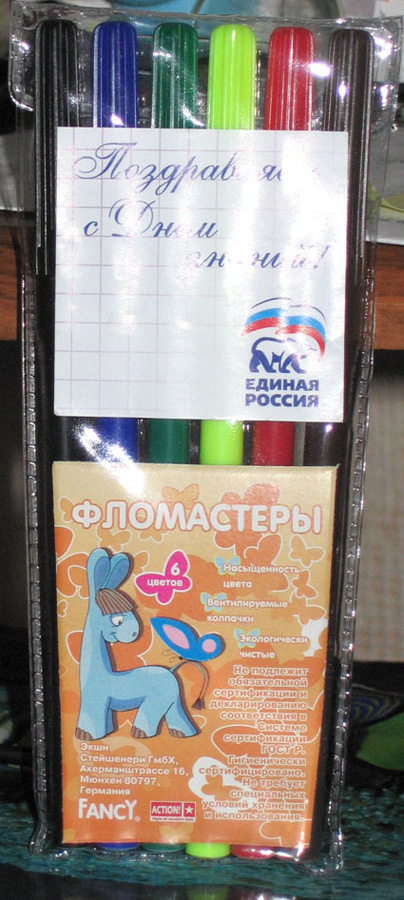 Поздравляем
с Днем
знаний!
ЕДИНАЯ
РОССИЯ
ФЛОМАСТЕРЫ
6
цветов
Насыщенность
цвета
Вентилируемые
колпачки
Экологически
чистые
Не подлежит
обязательной
сертификации и
декларированию
соответствия в
Системе
сертификации
ГОСТ Р.
Гигиенически
сертифицировано.
Не требует
специальных
условий хранения
и использования.
Экшн
Стейшенери ГмбХ,
Ахерманштрассе 16,
Мюнхен 80797,
Германия
FANCY®
ACTION!